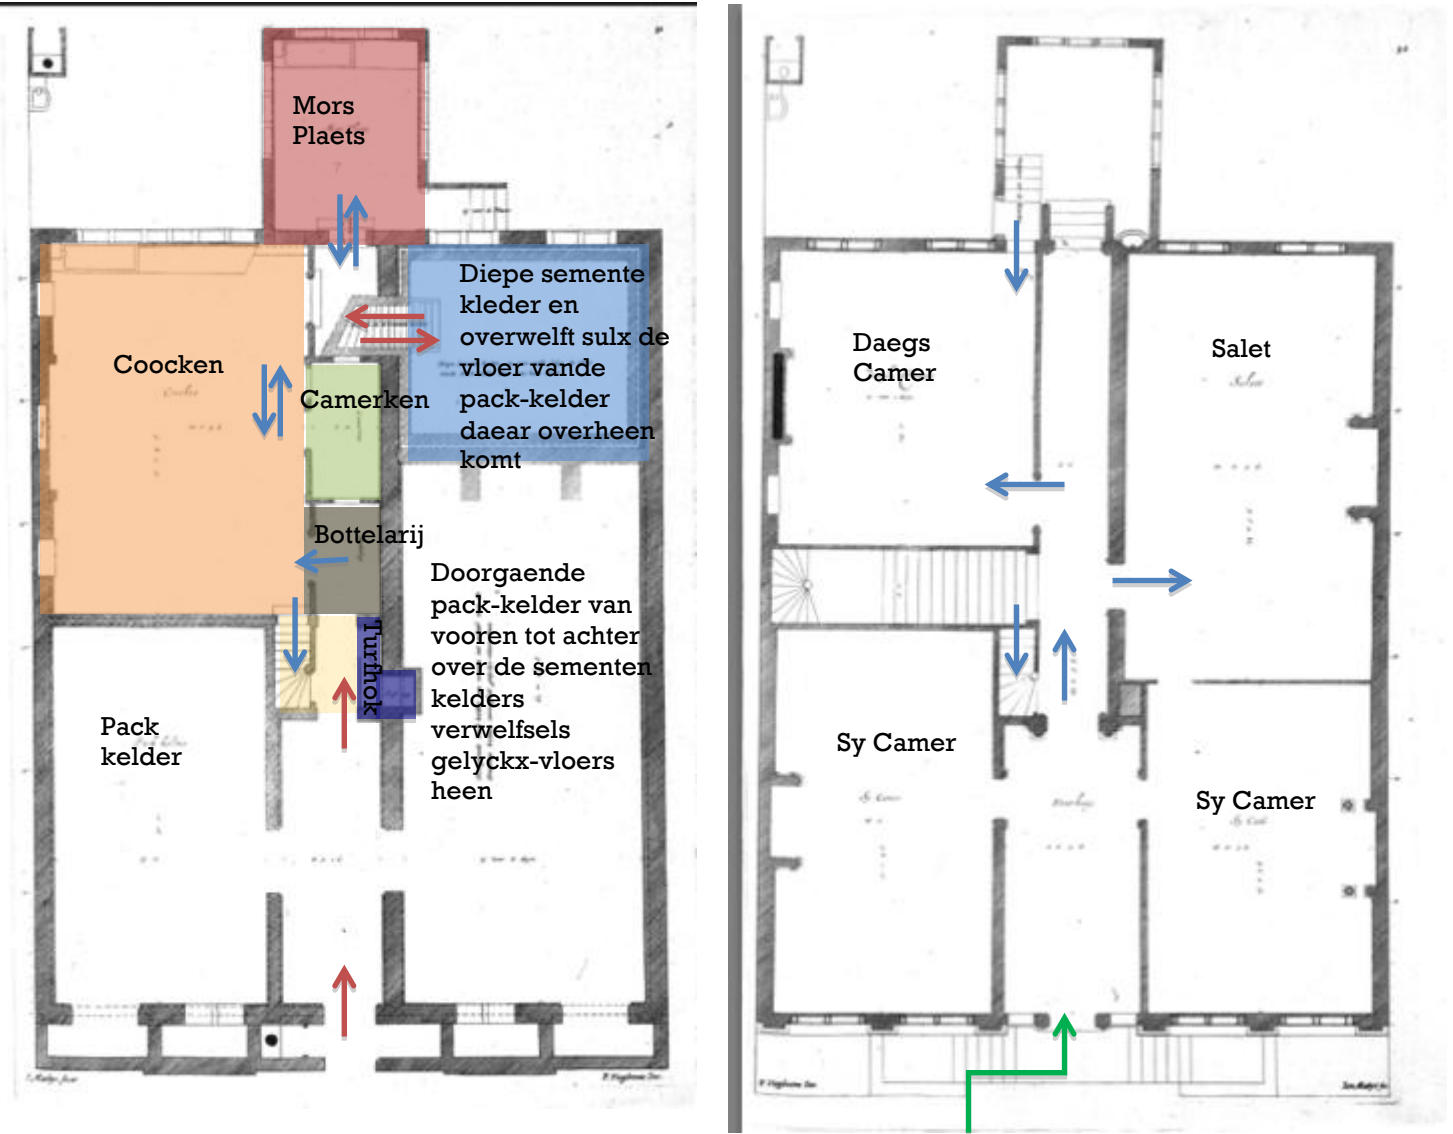 Mors
Plaets
Diepe semente
kleder en
overwelft sulx de
vloer vande
pack-kelder
daear overheen
komt
Coocken
Camerken
Bottelarij
Turfhok
Doorgaende
pack-kelder van
vooren tot achter
over de sementen
kelders
verwelfsels
gelyckx-vloers
heen
Pack
kelder
Daegs
Camer
Salet
Sy Camer
Sy Camer